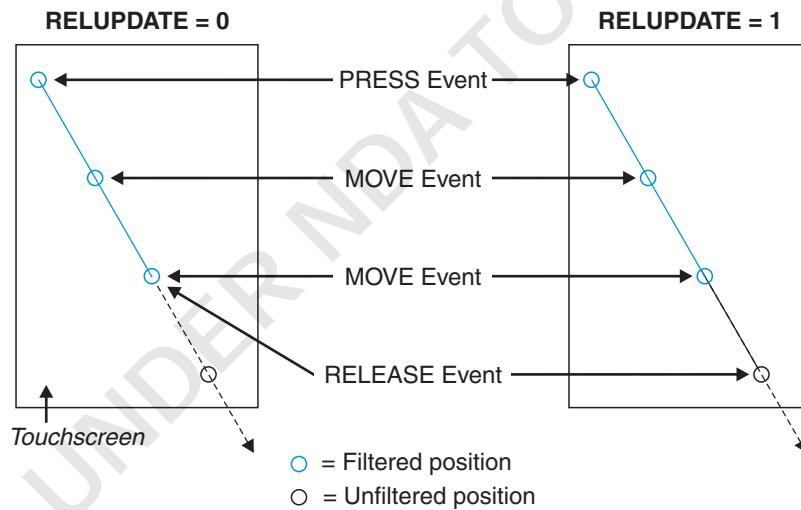 RELUPDATE = 0
RELUPDATE = 1
PRESS Event
MOVE Event
MOVE Event
RELEASE Event
Touchscreen
= Filtered position
= Unfiltered position
UNDER NDA TO